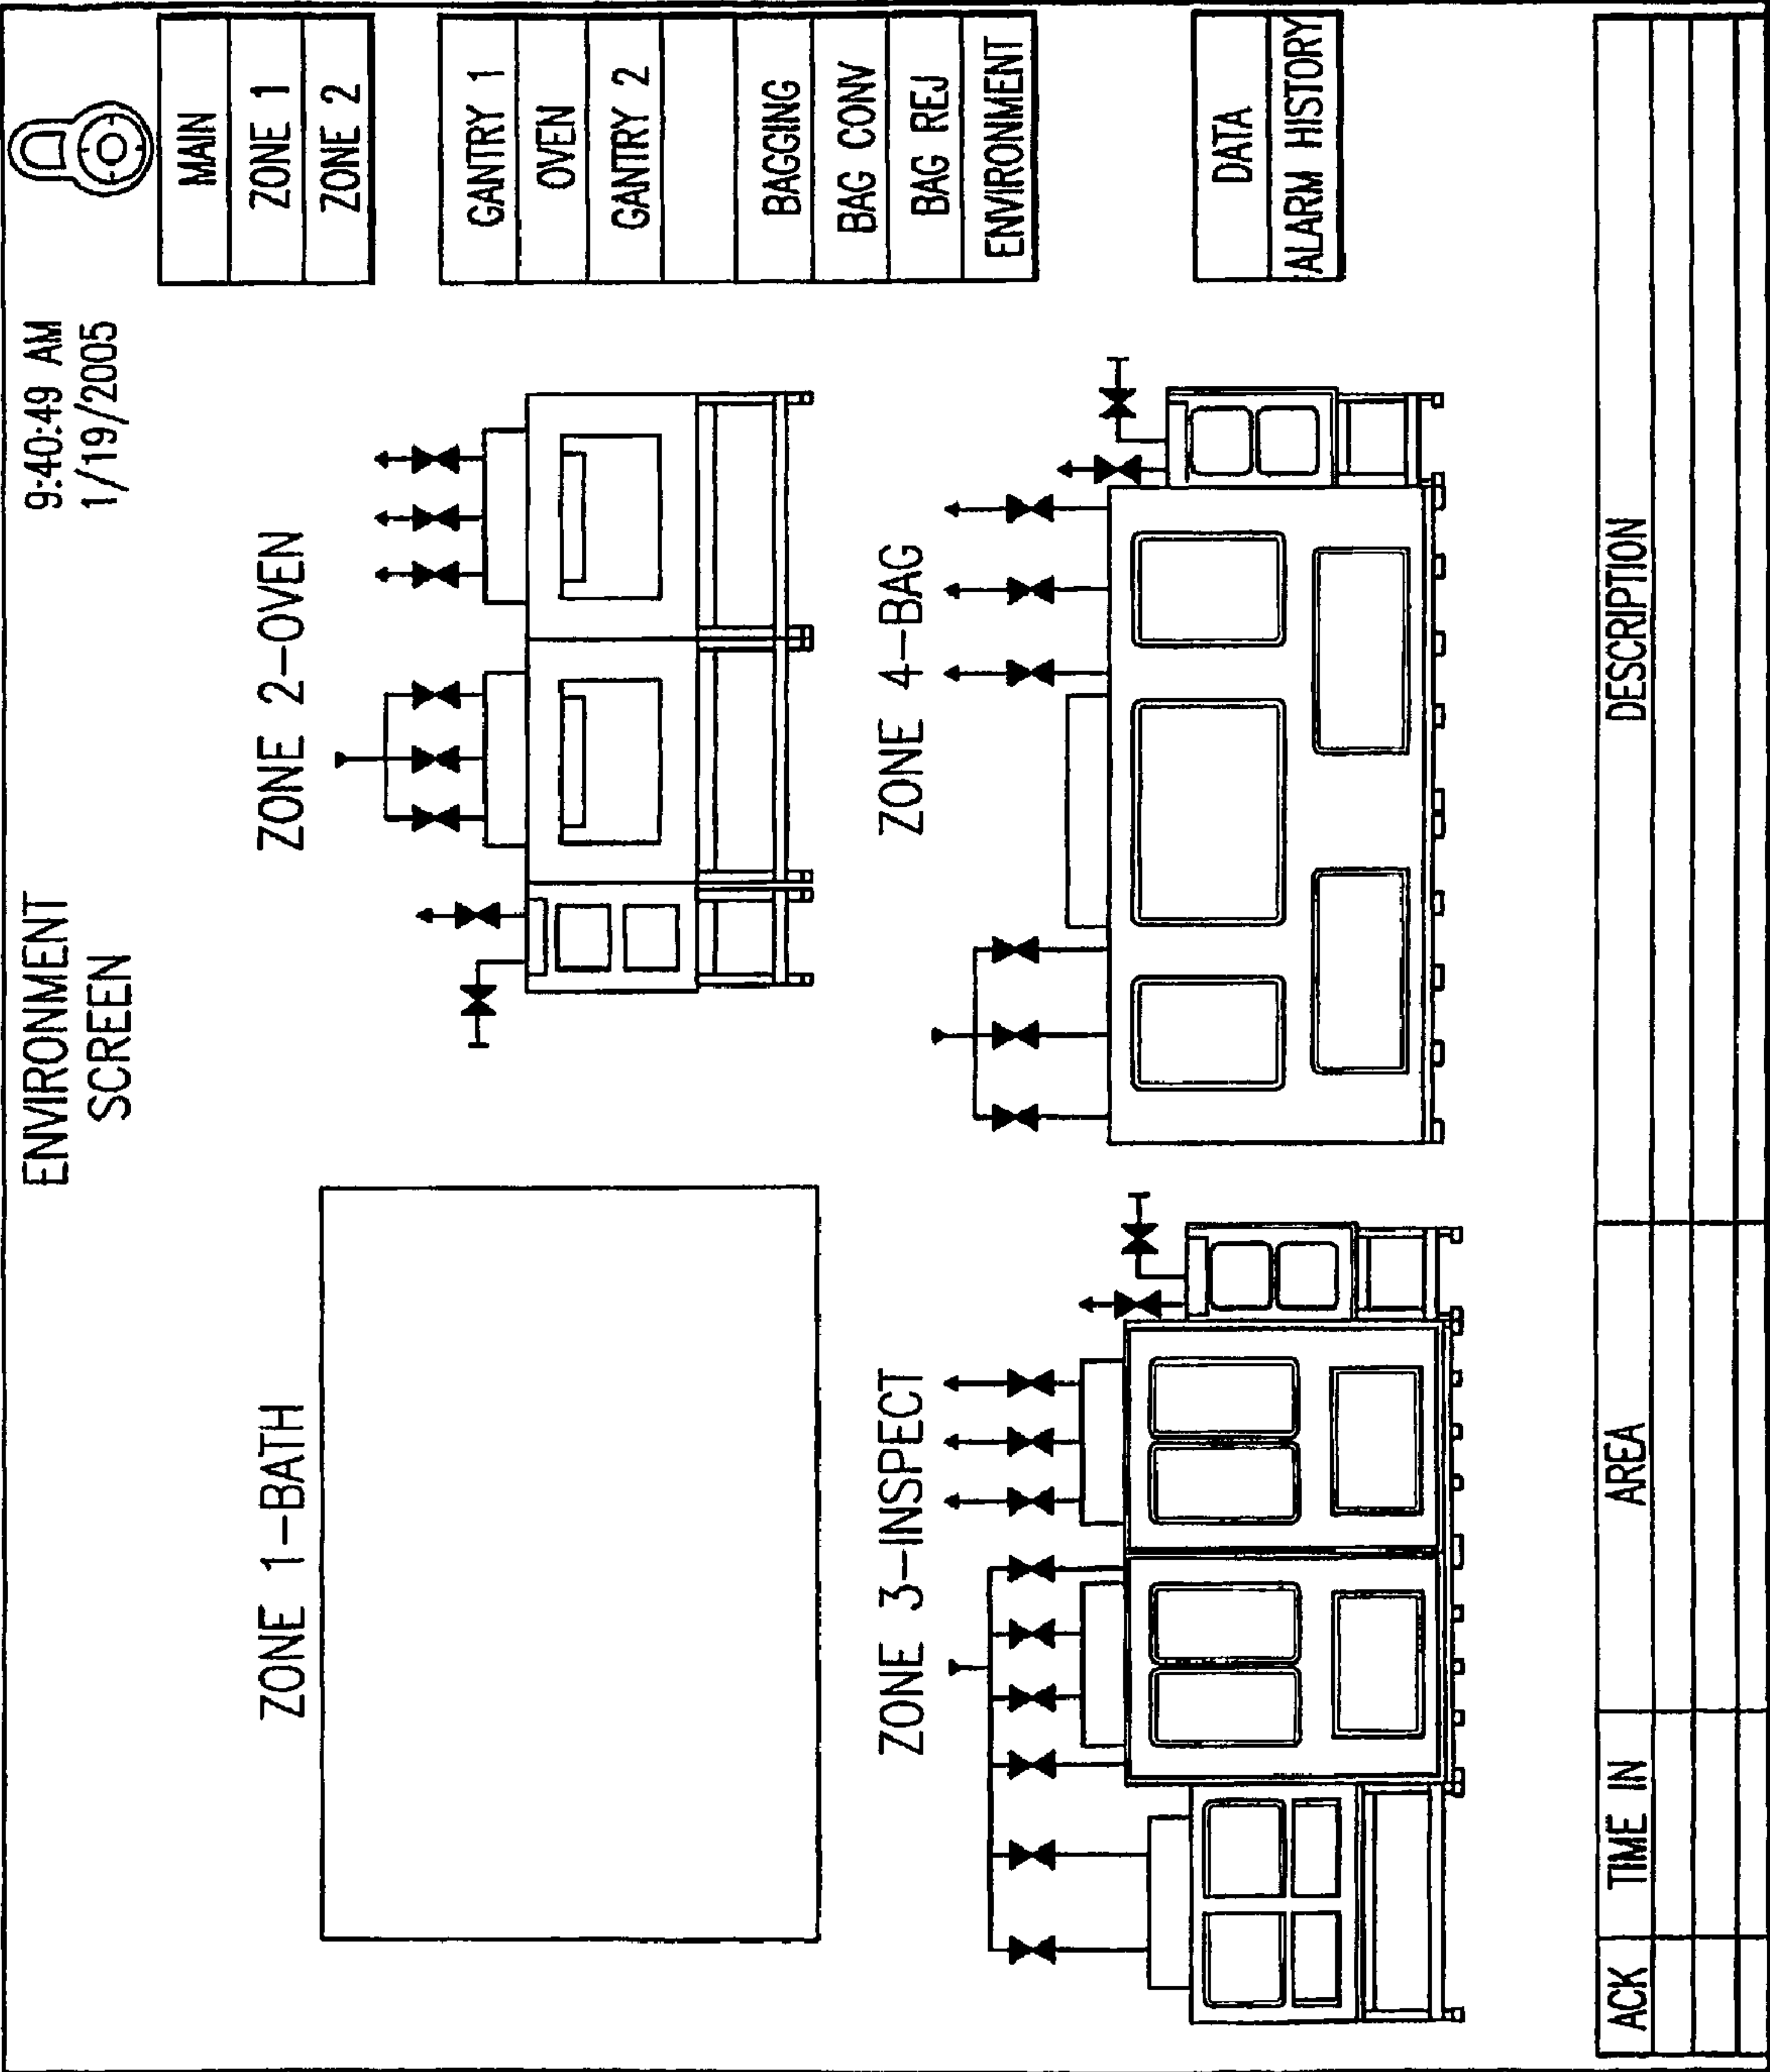 ENVIRONMENT
SCREEN
9:40:49 AM
1/19/2005
MAIN
ZONE 1
ZONE 2
GANTRY 1
OVEN
GANTRY 2
BAGGING
BAG CONV
BAG REJ
ENVIRONMENT
DATA
ALARM HISTORY
ZONE 1-BATH
ZONE 2-OVEN
ZONE 3-INSPECT
ZONE 4-BAG
ACK TIME IN AREA DESCRIPTION